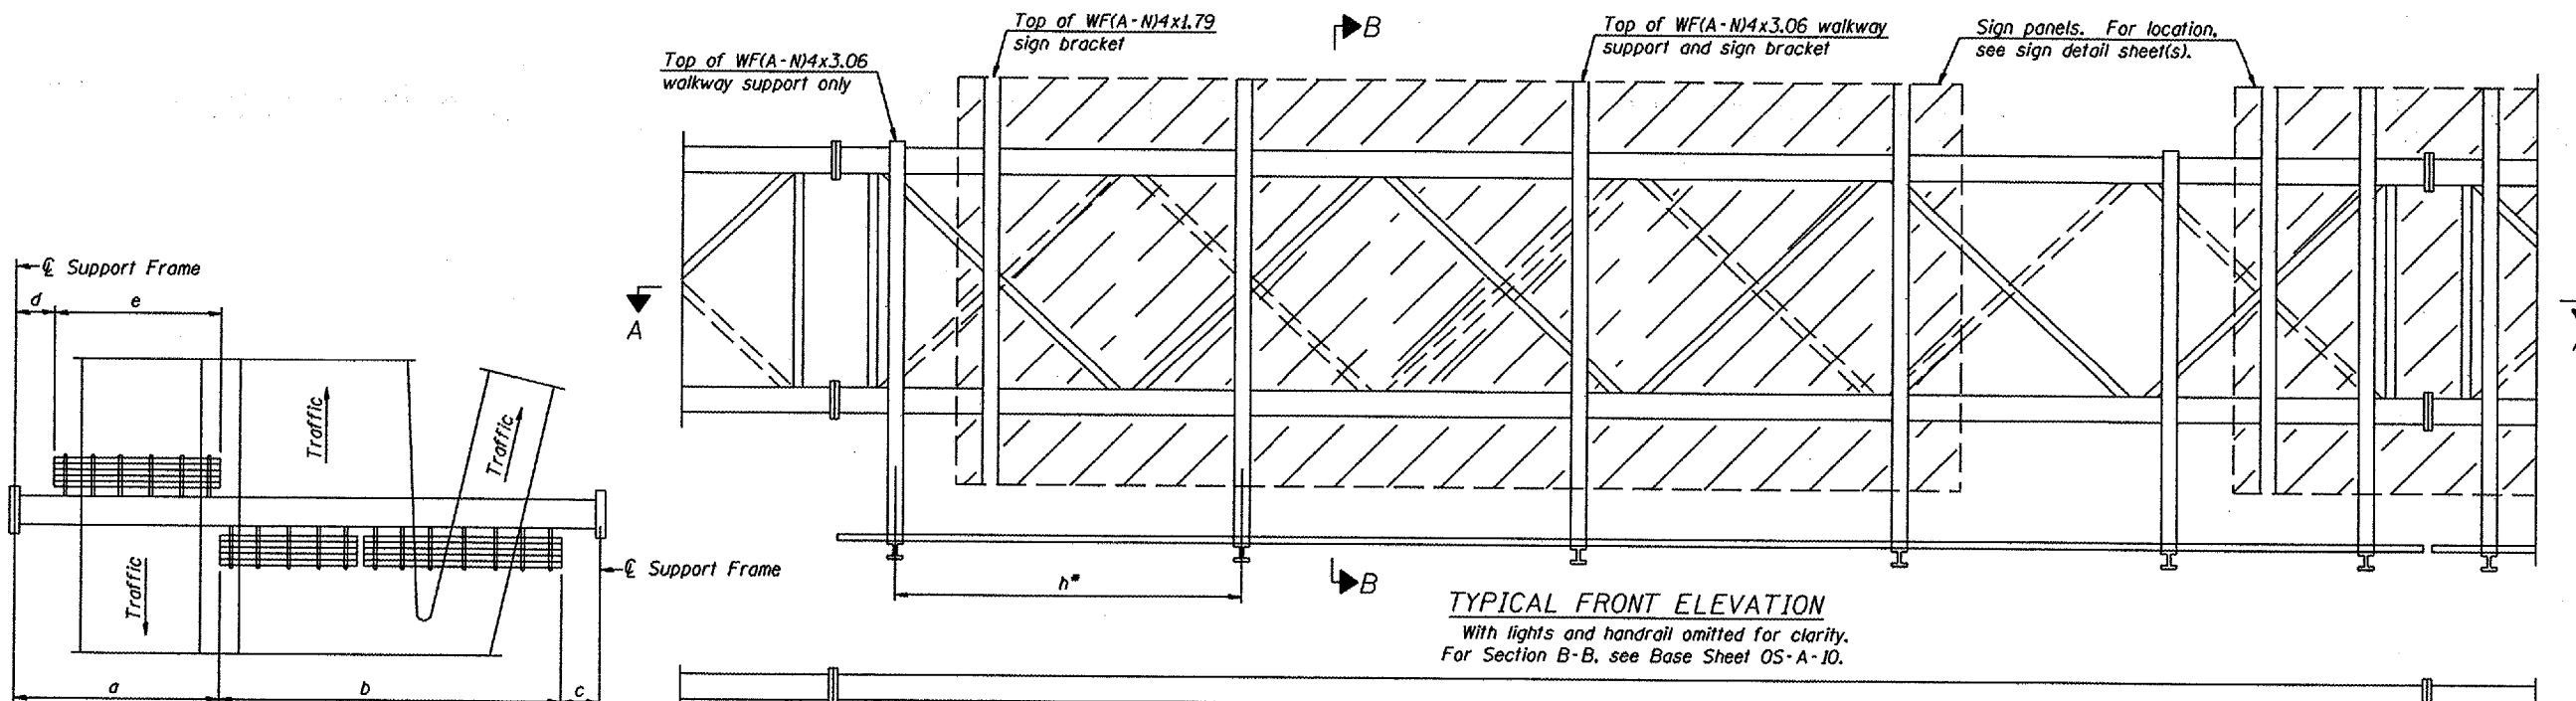 Top of WF(A-N)4x1.79
sign bracket
B
Top of WF(A-N)4x3.06 walkway
support and sign bracket
Sign panels. For location,
see sign detail sheet(s).
Top of WF(A-N)4x3.06
walkway support only
℄ Support Frame
d
e
A
A
Traffic
Traffic
Traffic
℄ Support Frame
h*
B
TYPICAL FRONT ELEVATION
With lights and handrail omitted for clarity.
For Section B-B, see Base Sheet OS-A-10.
a
b
c